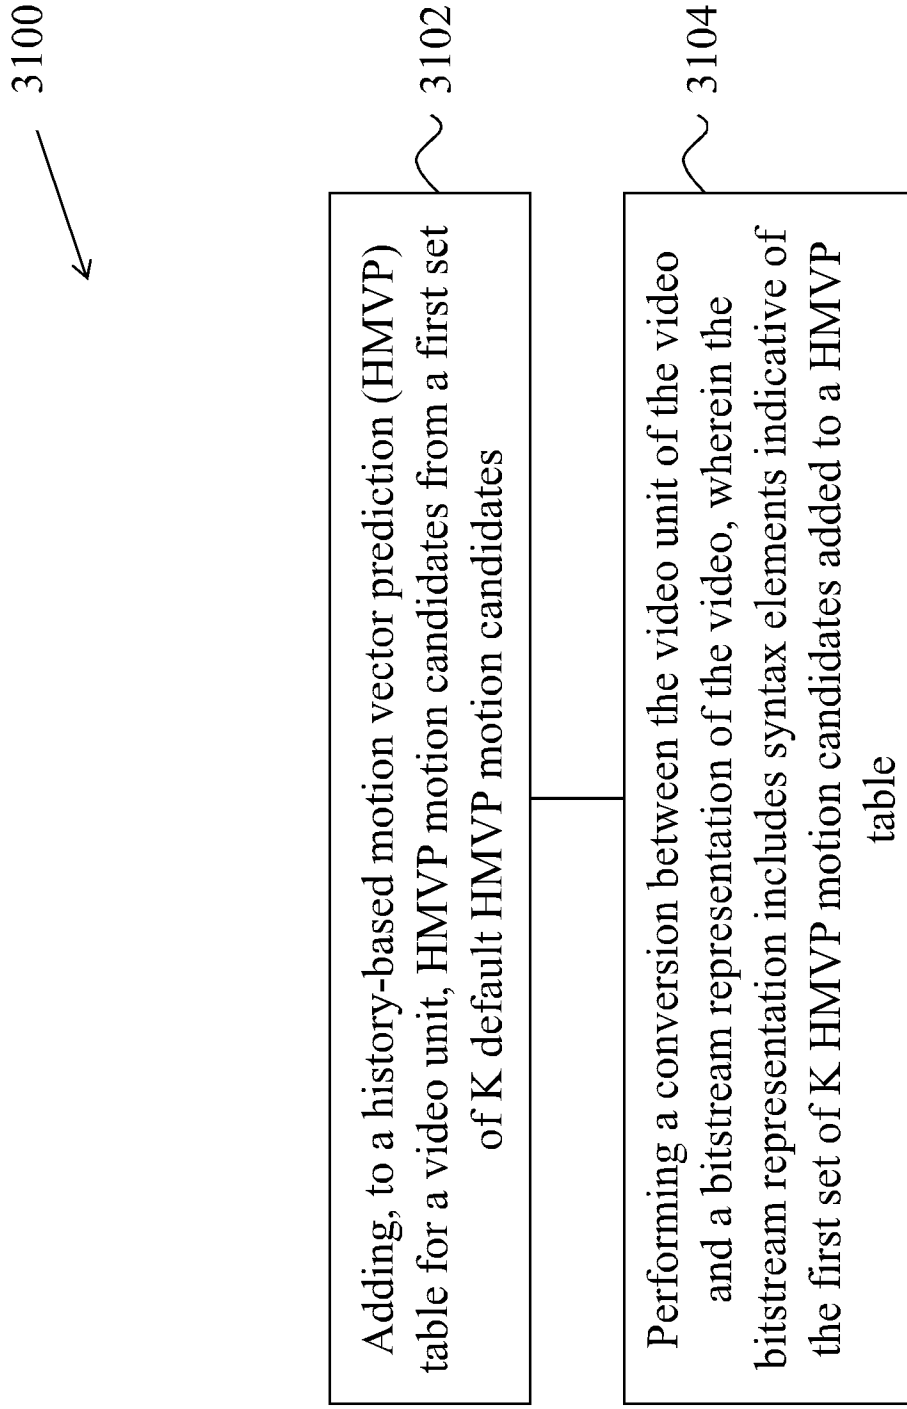 3100
Adding, to a history-based motion vector prediction (HMVP)
table for a video unit, HMVP motion candidates from a first set
of K default HMVP motion candidates
3102
Performing a conversion between the video unit of the video
and a bitstream representation of the video, wherein the
bitstream representation includes syntax elements indicative of
the first set of K HMVP motion candidates added to a HMVP
table
3104